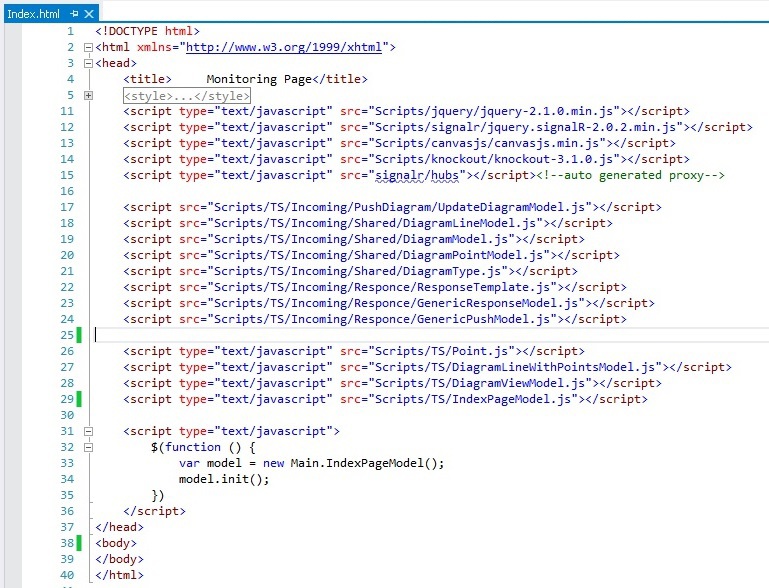 Index.html
1 <!DOCTYPE html>
2 <html xmlns="http://www.w3.org/1999/xhtml">
3 <head>
4     <title>     Monitoring Page</title>
5     <style>...</style>
11     <script type="text/javascript" src="Scripts/jquery/jquery-2.1.0.min.js"></script>
12     <script type="text/javascript" src="Scripts/signalr/jquery.signalR-2.0.2.min.js"></script>
13     <script type="text/javascript" src="Scripts/canvasjs/canvasjs.min.js"></script>
14     <script type="text/javascript" src="Scripts/knockout/knockout-3.1.0.js"></script>
15     <script type="text/javascript" src="signalr/hubs"></script><!--auto generated proxy-->
16
17     <script src="Scripts/TS/Incoming/PushDiagram/UpdateDiagramModel.js"></script>
18     <script src="Scripts/TS/Incoming/Shared/DiagramLineModel.js"></script>
19     <script src="Scripts/TS/Incoming/Shared/DiagramModel.js"></script>
20     <script src="Scripts/TS/Incoming/Shared/DiagramPointModel.js"></script>
21     <script src="Scripts/TS/Incoming/Shared/DiagramType.js"></script>
22     <script src="Scripts/TS/Incoming/Responce/ResponseTemplate.js"></script>
23     <script src="Scripts/TS/Incoming/Responce/GenericResponseModel.js"></script>
24     <script src="Scripts/TS/Incoming/Responce/GenericPushModel.js"></script>
25
26     <script type="text/javascript" src="Scripts/TS/Point.js"></script>
27     <script type="text/javascript" src="Scripts/TS/DiagramLineWithPointsModel.js"></script>
28     <script type="text/javascript" src="Scripts/TS/DiagramViewModel.js"></script>
29     <script type="text/javascript" src="Scripts/TS/IndexPageModel.js"></script>
30
31     <script type="text/javascript">
32         $(function () {
33             var model = new Main.IndexPageModel();
34             model.init();
35         })
36     </script>
37 </head>
38 <body>
39 </body>
40 </html>